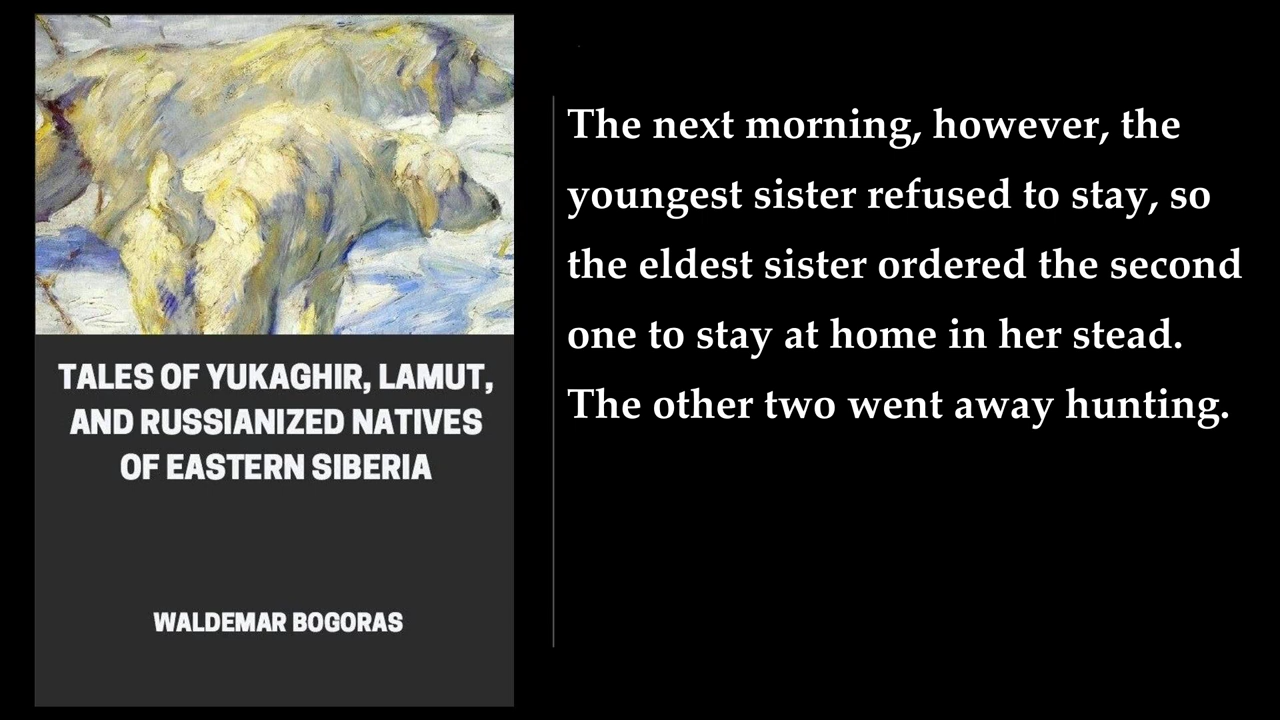 TALES OF YUKAGHIR, LAMUT,
AND RUSSIANIZED NATIVES
OF EASTERN SIBERIA
WALDEMAR BOGORAS
The next morning, however, the
youngest sister refused to stay, so
the eldest sister ordered the second
one to stay at home in her stead.
The other two went away hunting.